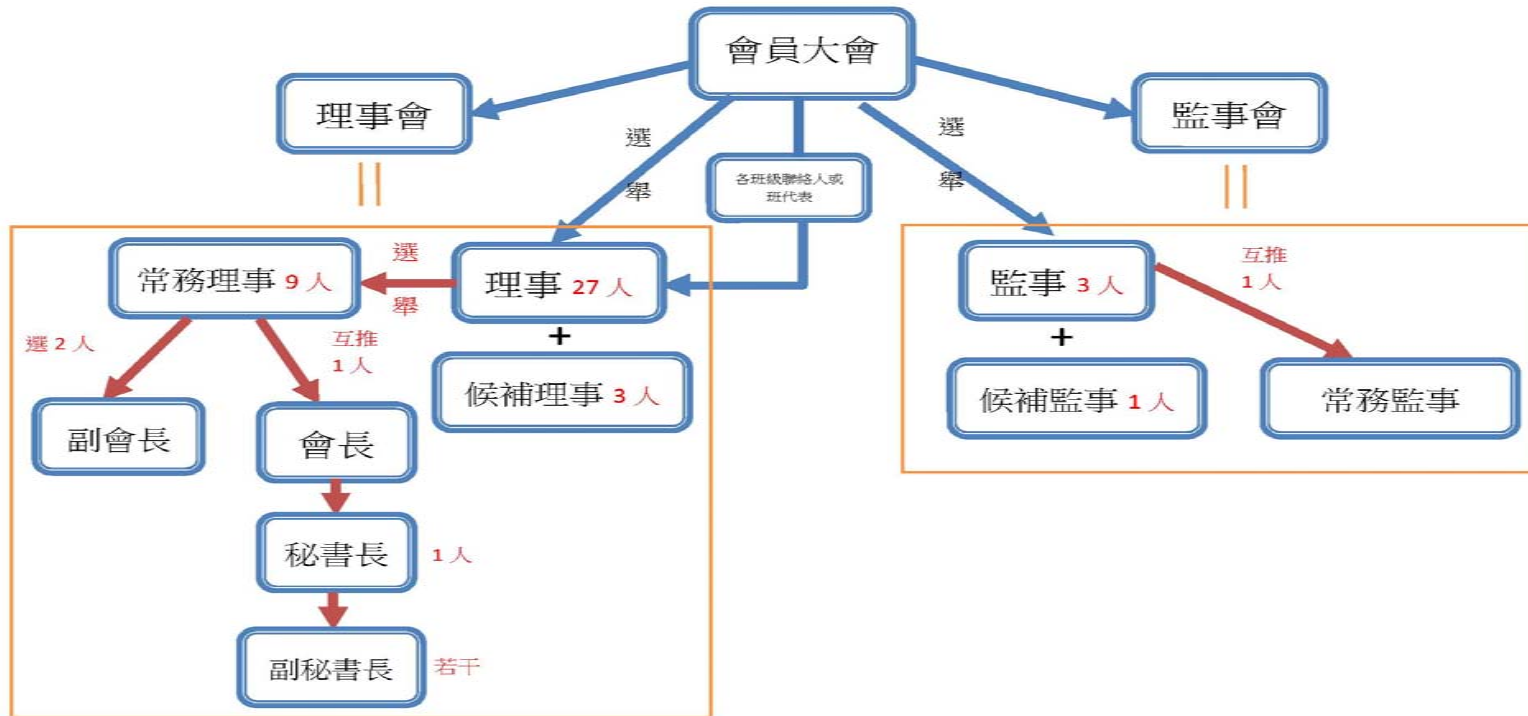 會員大會
理事會
監事會
選
舉
各班級聯絡人或
班代表
選
舉
常務理事 9 人
選
舉
理事 27 人
+
候補理事 3 人
選 2 人
互推
1 人
副會長
會長
秘書長
1 人
副秘書長
若干
監事 3 人
+
候補監事 1 人
互推
1 人
常務監事